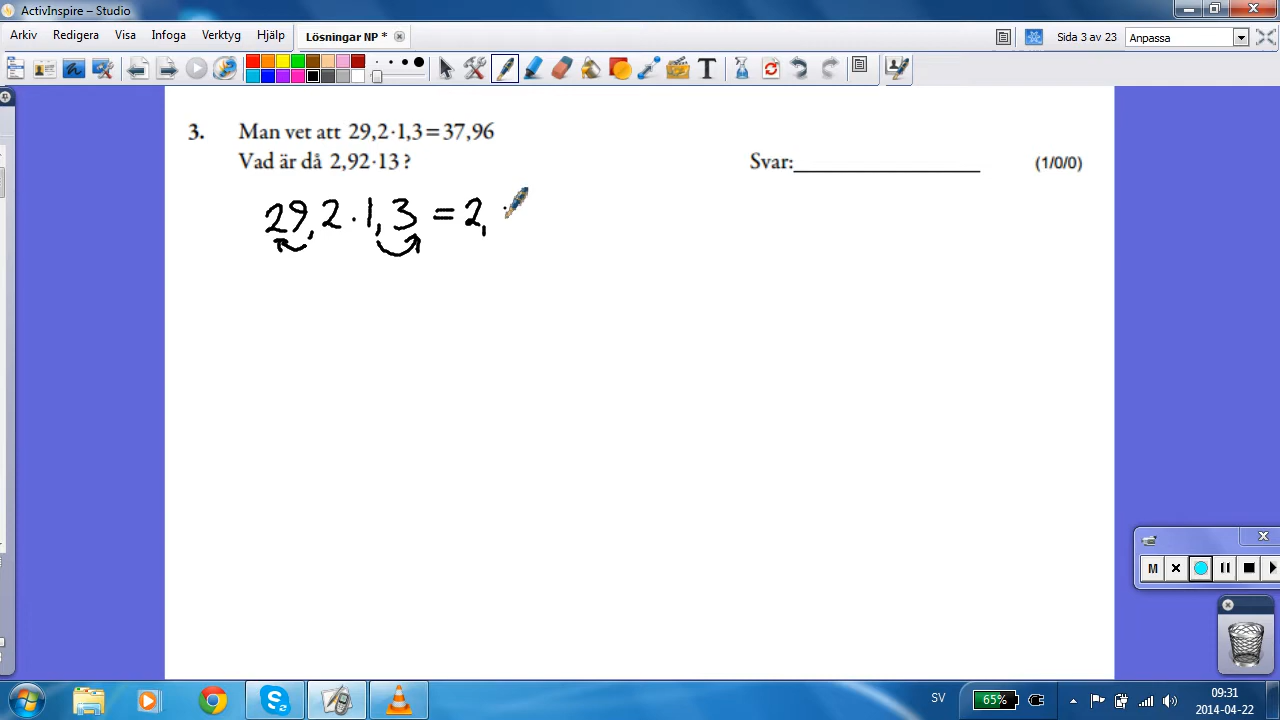 ActivInspire – Studio
Arkiv Redigera Visa Infoga Verktyg Hjälp Lösningar NP * Sida 3 av 23 Anpassa
3. Man vet att 29,2·1,3=37,96
Vad är då 2,92·13? Svar:__________________ (1/0/0)
29,2·1,3=2,
M
SV 65% 09:31
2014-04-22